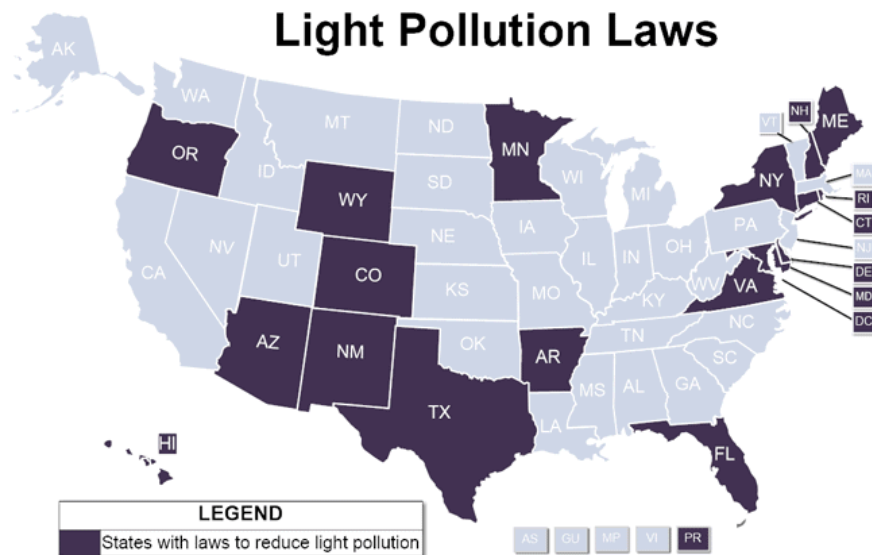 Light Pollution Laws
AK
WA
MT
ND
MN
VT
NH
ME
OR
ID
SD
WI
MI
NY
MA
RI
CT
WY
NE
IA
PA
NJ
NV
UT
CO
IL
IN
OH
DE
CA
KS
MO
WV
VA
MD
KY
DC
AZ
NM
OK
AR
TN
NC
SC
TX
MS
AL
GA
LA
FL
HI
LEGEND
States with laws to reduce light pollution
AS GU MP VI PR